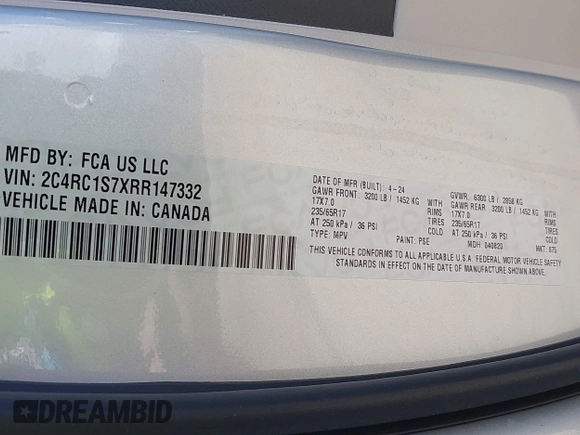 MFD BY: FCA US LLC
VIN: 2C4RC1S7XRR147332
VEHICLE MADE IN: CANADA
DATE OF MFR (BUILT): 4-24 GVWR: 6300 LB / 2858 KG
GAWR FRONT: 3200 LB / 1452 KG GAWR REAR: 3200 LB / 1452 KG
17X7.0 RIMS 17X7.0 RIMS
235/65R17 TIRES 235/65R17 TIRES
AT 250 kPa / 36 PSI COLD AT 250 kPa / 36 PSI COLD
TYPE: MPV PAINT: PSE MDH: 040820 MKT:
THIS VEHICLE CONFORMS TO ALL APPLICABLE U.S.A. FEDERAL MOTOR VEHICLE SAFETY
STANDARDS IN EFFECT ON THE DATE OF MANUFACTURE SHOWN ABOVE.
DREAMBID